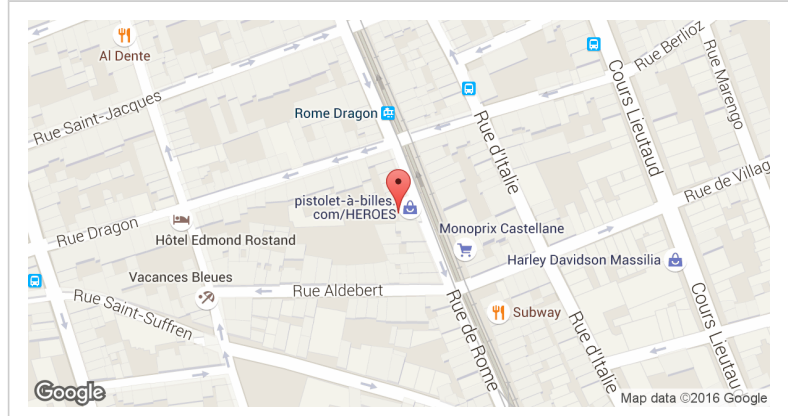 Al Dente
Rue Saint-Jacques
Rome Dragon
Rue Berlioz
Rue Marengo
Cours Lieutaud
Rue d'Italie
Rue de Villag
pistolet-à-billes.
com/HEROES
Monoprix Castellane
Rue Dragon
Hôtel Edmond Rostand
Harley Davidson Massilia
Vacances Bleues
Rue Aldebert
Rue Saint-Suffren
Rue de Rome
Subway
Rue d'Italie
Cours Lieutaud
Google
Map data ©2016 Google